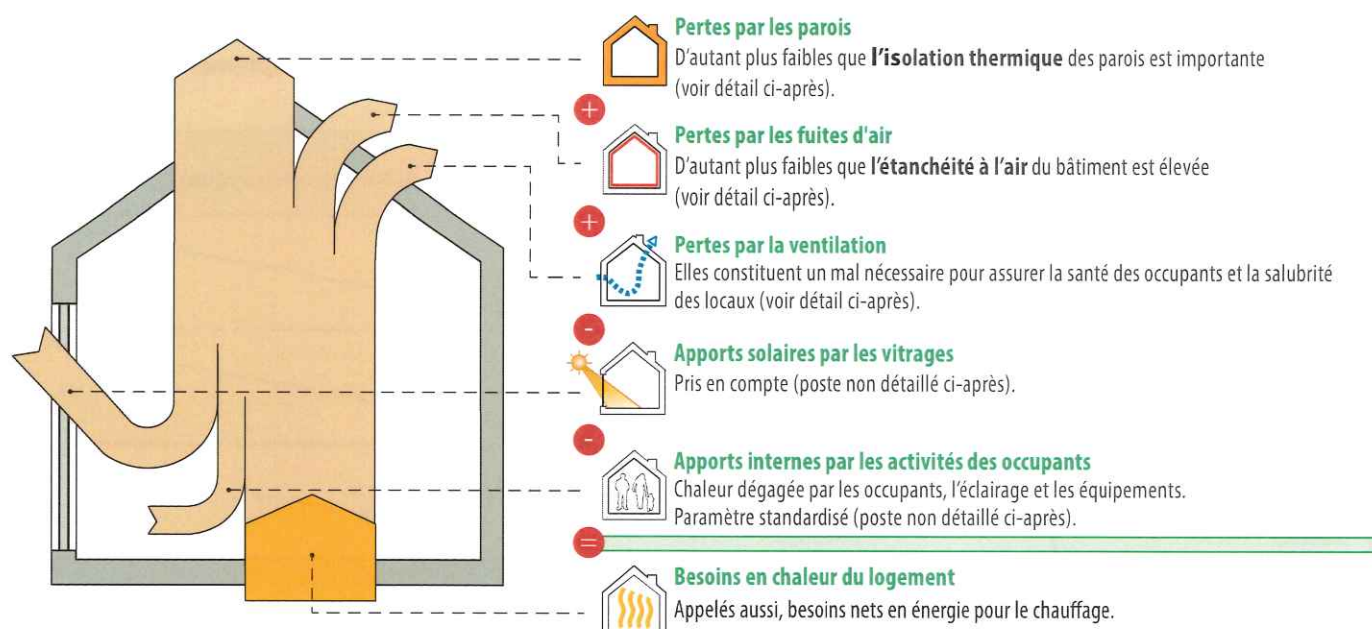 Pertes par les parois
D'autant plus faibles que l'isolation thermique des parois est importante
(voir détail ci-après).
+
Pertes par les fuites d'air
D'autant plus faibles que l'étanchéité à l'air du bâtiment est élevée
(voir détail ci-après).
+
Pertes par la ventilation
Elles constituent un mal nécessaire pour assurer la santé des occupants et la salubrité
des locaux (voir détail ci-après).
-
Apports solaires par les vitrages
Pris en compte (poste non détaillé ci-après).
-
Apports internes par les activités des occupants
Chaleur dégagée par les occupants, l'éclairage et les équipements.
Paramètre standardisé (poste non détaillé ci-après).
=
Besoins en chaleur du logement
Appelés aussi, besoins nets en énergie pour le chauffage.